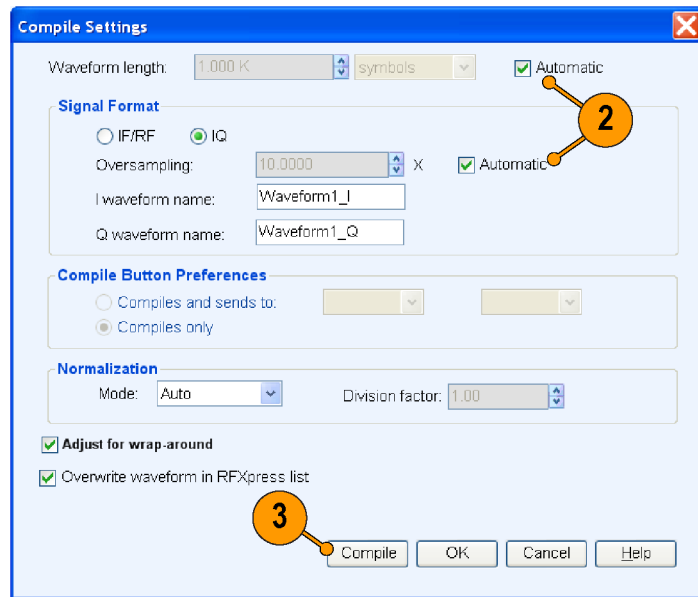 Compile Settings
Waveform length: 1.000 K symbols Automatic
2
Signal Format
IF/RF IQ
Oversampling: 10.0000 X Automatic
I waveform name: Waveform1_I
Q waveform name: Waveform1_Q
Compile Button Preferences
Compiles and sends to:
Compiles only
Normalization
Mode: Auto Division factor: 1.00
Adjust for wrap-around
Overwrite waveform in RFXpress list
3
Compile OK Cancel Help